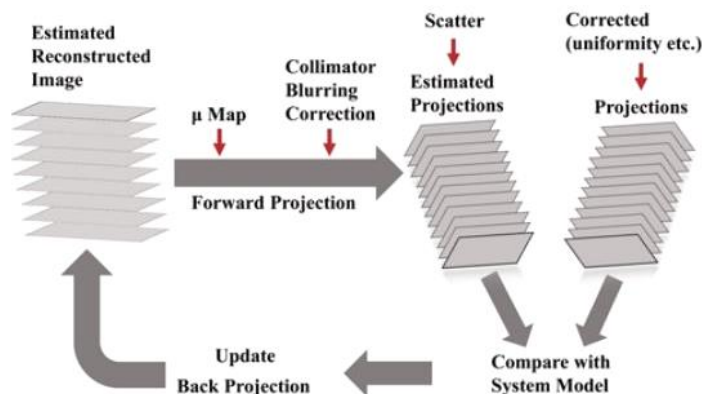 Estimated
Reconstructed
Image
μ Map
Collimator
Blurring
Correction
Forward Projection
Scatter
Estimated
Projections
Corrected
(uniformity etc.)
Projections
Compare with
System Model
Update
Back Projection